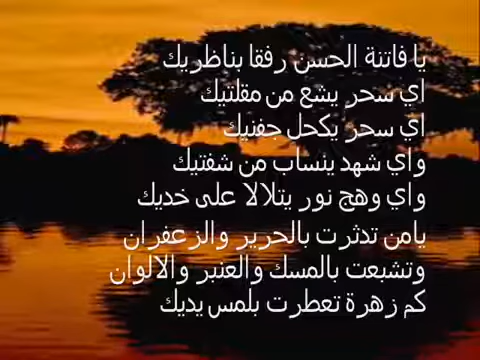 يا فاتنة الحسن رفقا بناظريك
اي سحر يشع من مقلتيك
اي سحر يكحل جفنيك
واي شهد ينساب من شفتيك
واي وهج نور يتلالا على خديك
يامن تدثرت بالحرير والزعفران
وتشبعت بالمسك والعنبر والالوان
كم زهرة تعطرت بلمس يديك